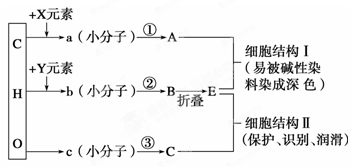 +X元素
C
a（小分子）
①
A
细胞结构Ⅰ
（易被碱性染
料染成深色）
+Y元素
H
b（小分子）
②
B
折叠
E
细胞结构Ⅱ
（保护、识别、润滑）
O
c（小分子）
③
C